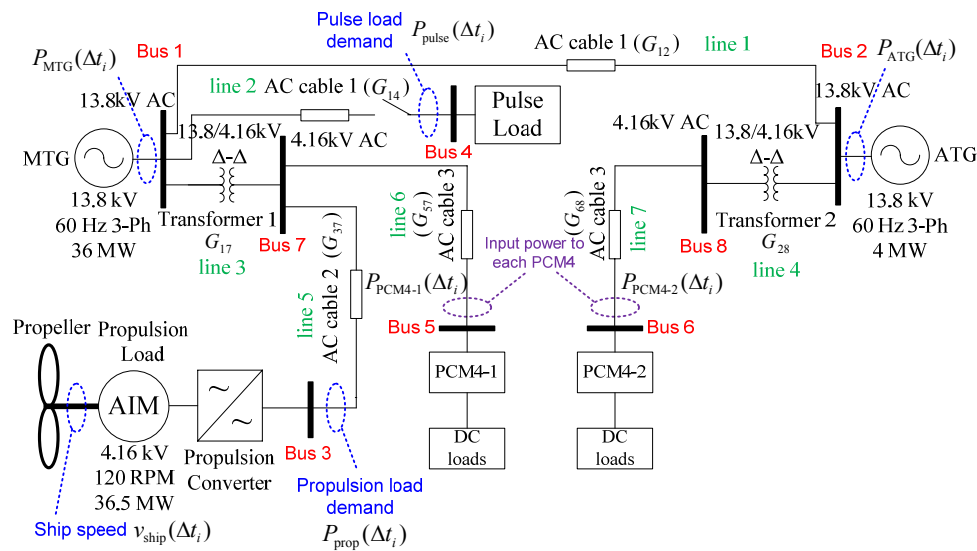 Pulse load
demand
P_pulse(Δt_i)
AC cable 1 (G_12)
line 1
Bus 1
Bus 2
P_MTG(Δt_i)
P_ATG(Δt_i)
line 2
AC cable 1 (G_14)
13.8kV AC
13.8kV AC
4.16kV AC
Pulse
Load
Bus 4
4.16kV AC
13.8/4.16kV
Δ-Δ
13.8/4.16kV
Δ-Δ
MTG
ATG
13.8 kV
60 Hz 3-Ph
36 MW
Transformer 1
G_17
line 3
Bus 7
line 6
(G_57)
AC cable 3
(G_68)
AC cable 3
line 7
Bus 8
Transformer 2
G_28
line 4
13.8 kV
60 Hz 3-Ph
4 MW
Input power to
each PCM4
line 5
AC cable 2 (G_37)
P_PCM4-1(Δt_i)
P_PCM4-2(Δt_i)
Bus 5
Bus 6
PCM4-1
PCM4-2
DC
loads
DC
loads
Propeller
Propulsion
Load
AIM
4.16 kV
120 RPM
36.5 MW
~
~
Propulsion
Converter
Bus 3
Propulsion load
demand
P_prop(Δt_i)
Ship speed v_ship(Δt_i)